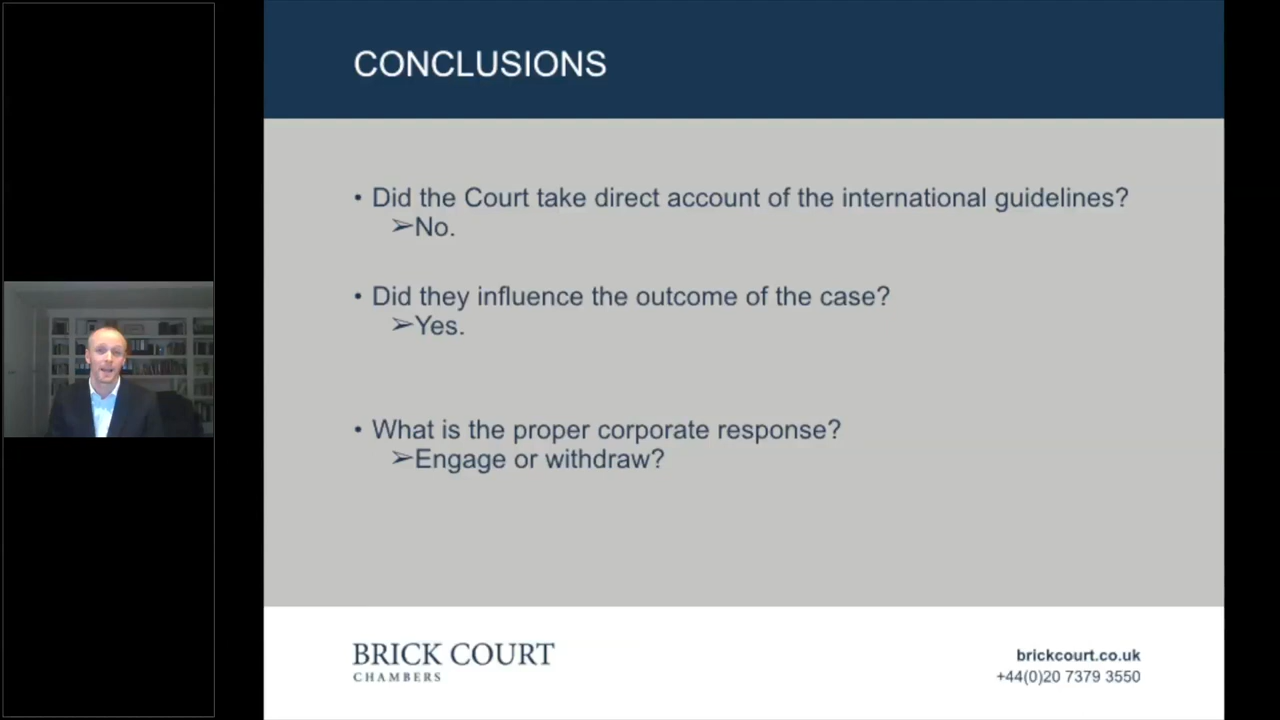 CONCLUSIONS
• Did the Court take direct account of the international guidelines?
➢No.
• Did they influence the outcome of the case?
➢Yes.
• What is the proper corporate response?
➢Engage or withdraw?
BRICK COURT
CHAMBERS
brickcourt.co.uk
+44(0)20 7379 3550